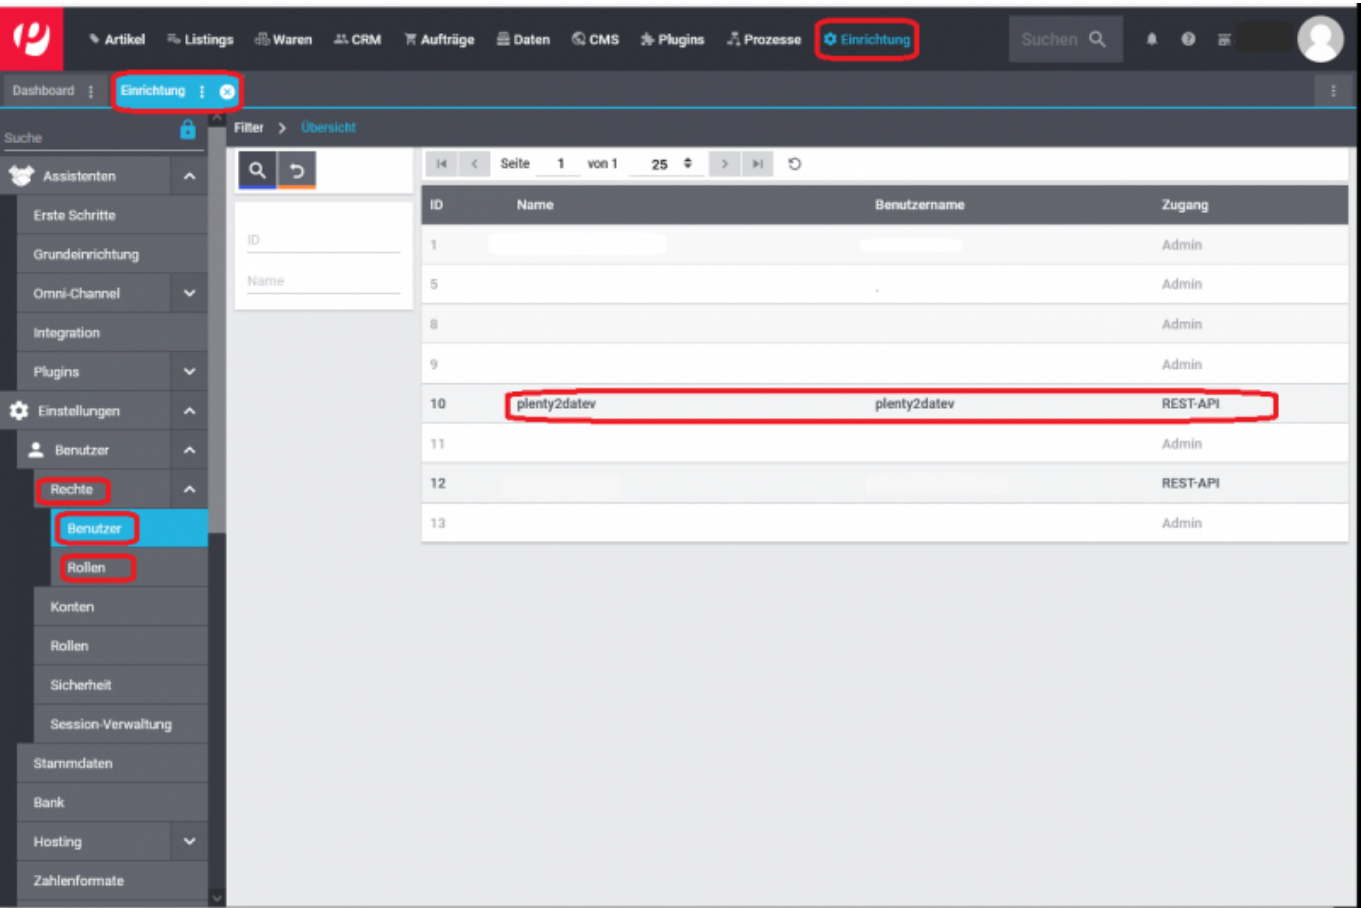 Artikel Listings Waren CRM Aufträge Daten CMS Plugins Prozesse Einrichtung Suchen
Dashboard Einrichtung
Suche
Filter > Übersicht
Assistenten
Erste Schritte
Grundeinrichtung
Omni-Channel
Integration
Plugins
Einstellungen
Benutzer
Rechte
Benutzer
Rollen
Konten
Rollen
Sicherheit
Session-Verwaltung
Stammdaten
Bank
Hosting
Zahlenformate
ID
Name
Seite 1 von 1 25
ID Name Benutzername Zugang
1 Admin
5 . Admin
8 Admin
9 Admin
10 plenty2datev plenty2datev REST-API
11 Admin
12 REST-API
13 Admin